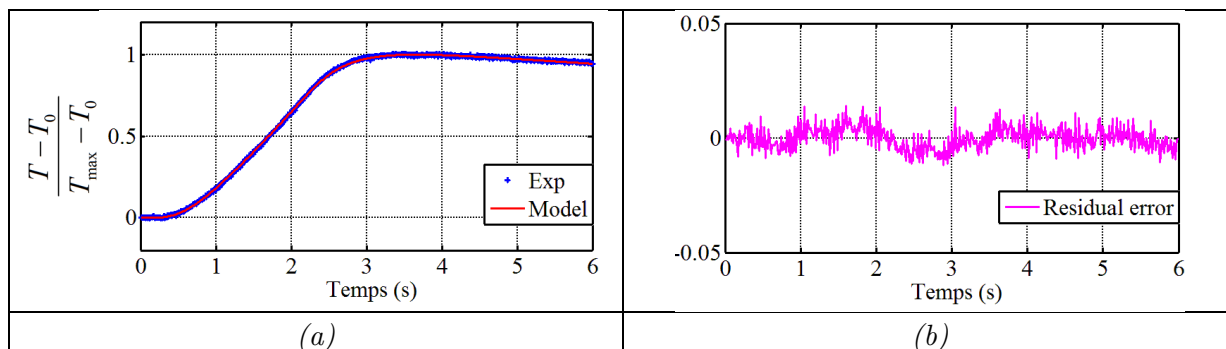 T − T0
Tmax − T0
1
0.5
0
Exp
Model
0 1 2 3 4 5 6
Temps (s)
(a)
0.05
0
-0.05
Residual error
0 1 2 3 4 5 6
Temps (s)
(b)